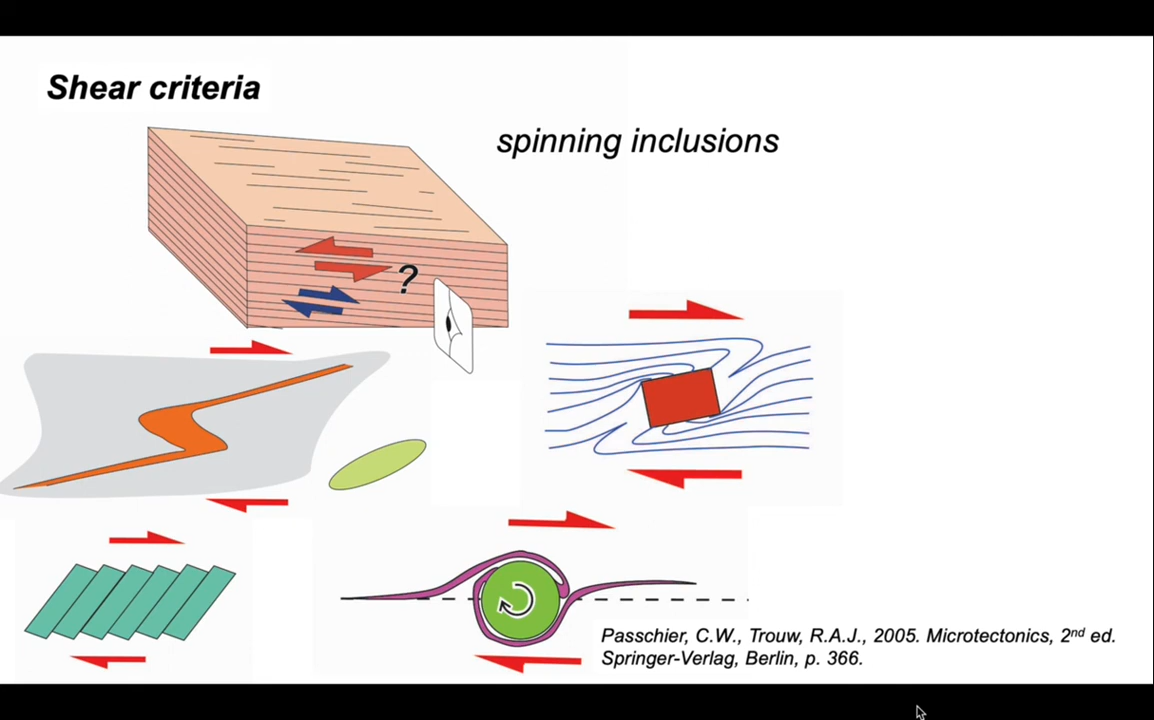 Shear criteria
spinning inclusions
?
Passchier, C.W., Trouw, R.A.J., 2005. Microtectonics, 2nd ed.
Springer-Verlag, Berlin, p. 366.